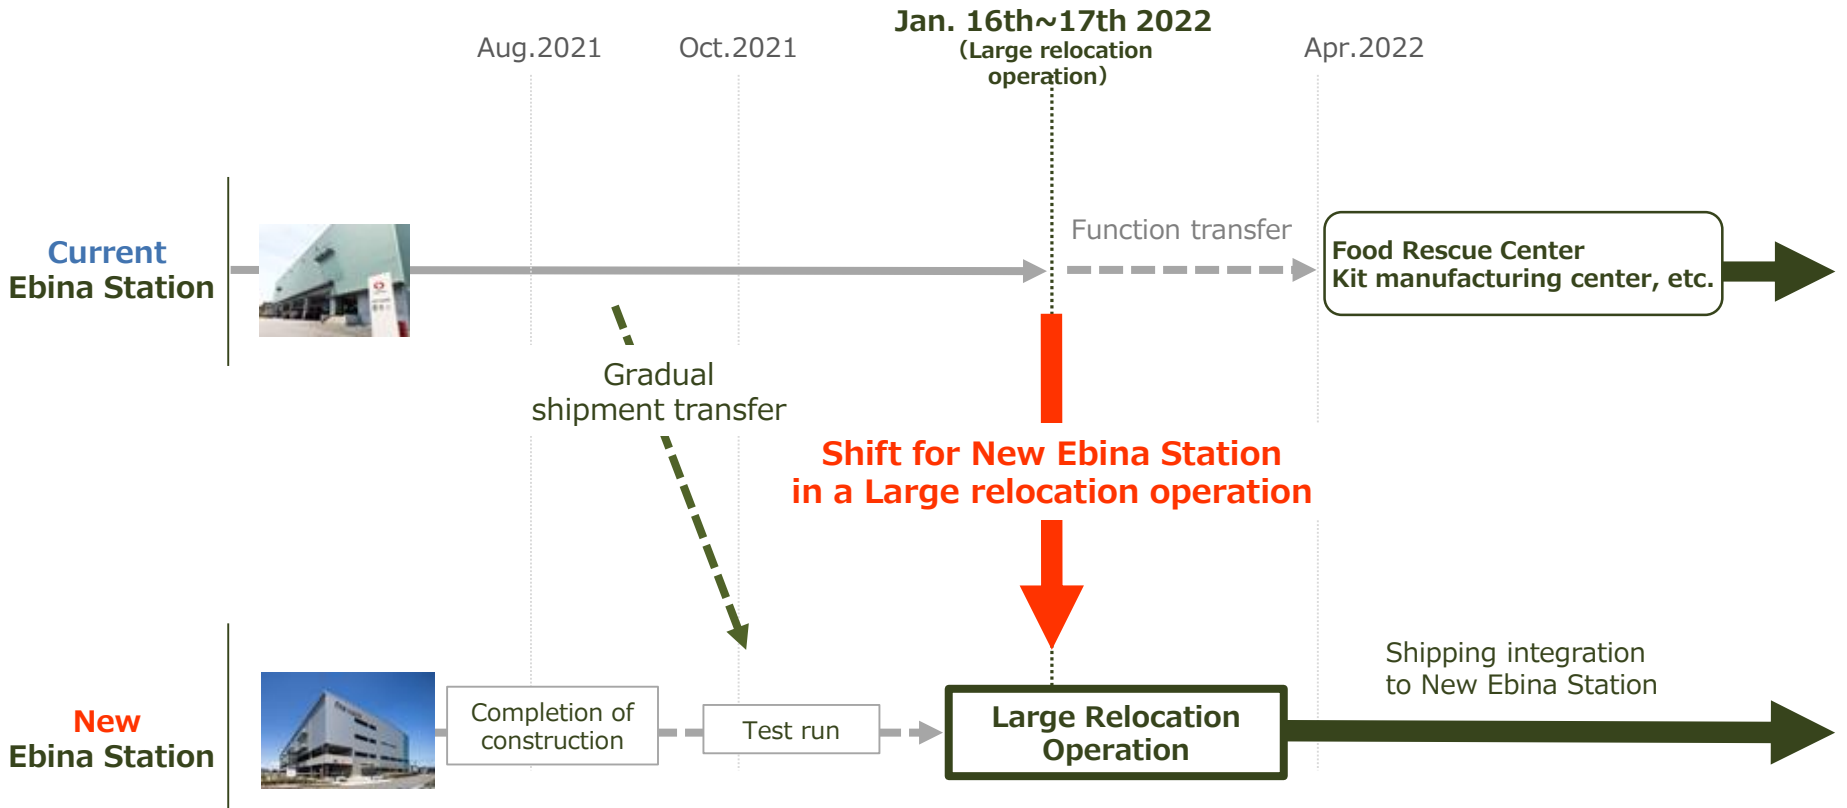 Aug.2021
Oct.2021
Jan. 16th~17th 2022
(Large relocation
operation)
Apr.2022
Current
Ebina Station
Function transfer
Food Rescue Center
Kit manufacturing center, etc.
Gradual
shipment transfer
Shift for New Ebina Station
in a Large relocation operation
New
Ebina Station
Completion of
construction
Test run
Large Relocation
Operation
Shipping integration
to New Ebina Station